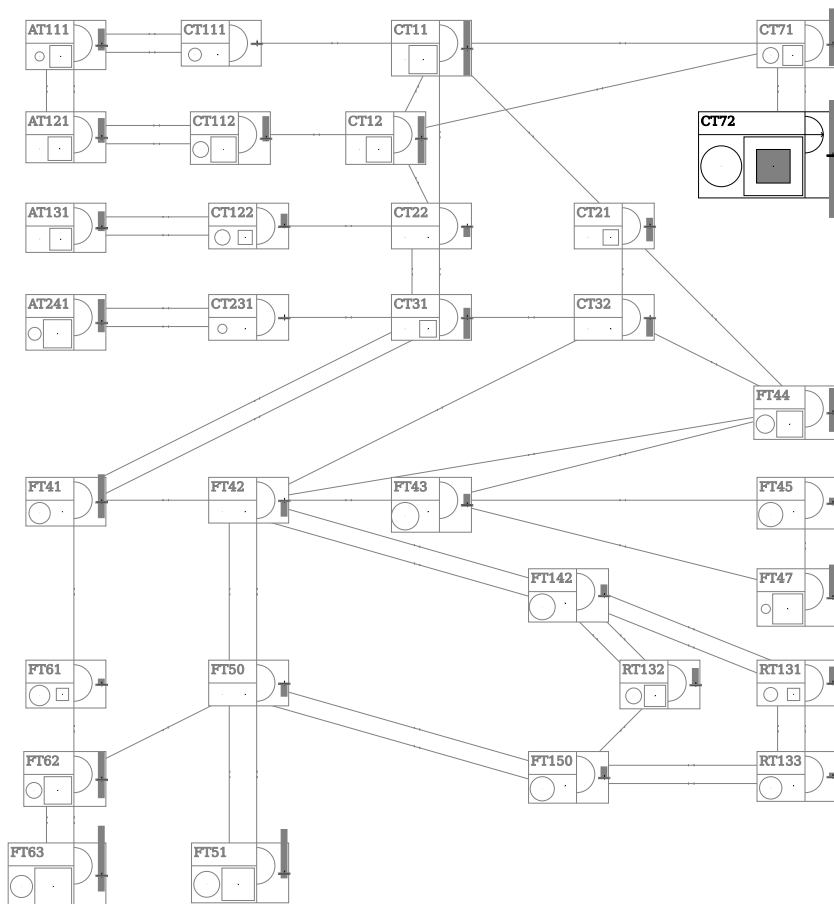 AT111 CT111 CT11 CT71
AT121 CT112 CT12 CT72
AT131 CT122 CT22 CT21
AT241 CT231 CT31 CT32
FT44
FT41 FT42 FT43 FT45
FT142 FT47
FT61 FT50 RT132 RT131
FT62 FT150 RT133
FT63 FT51